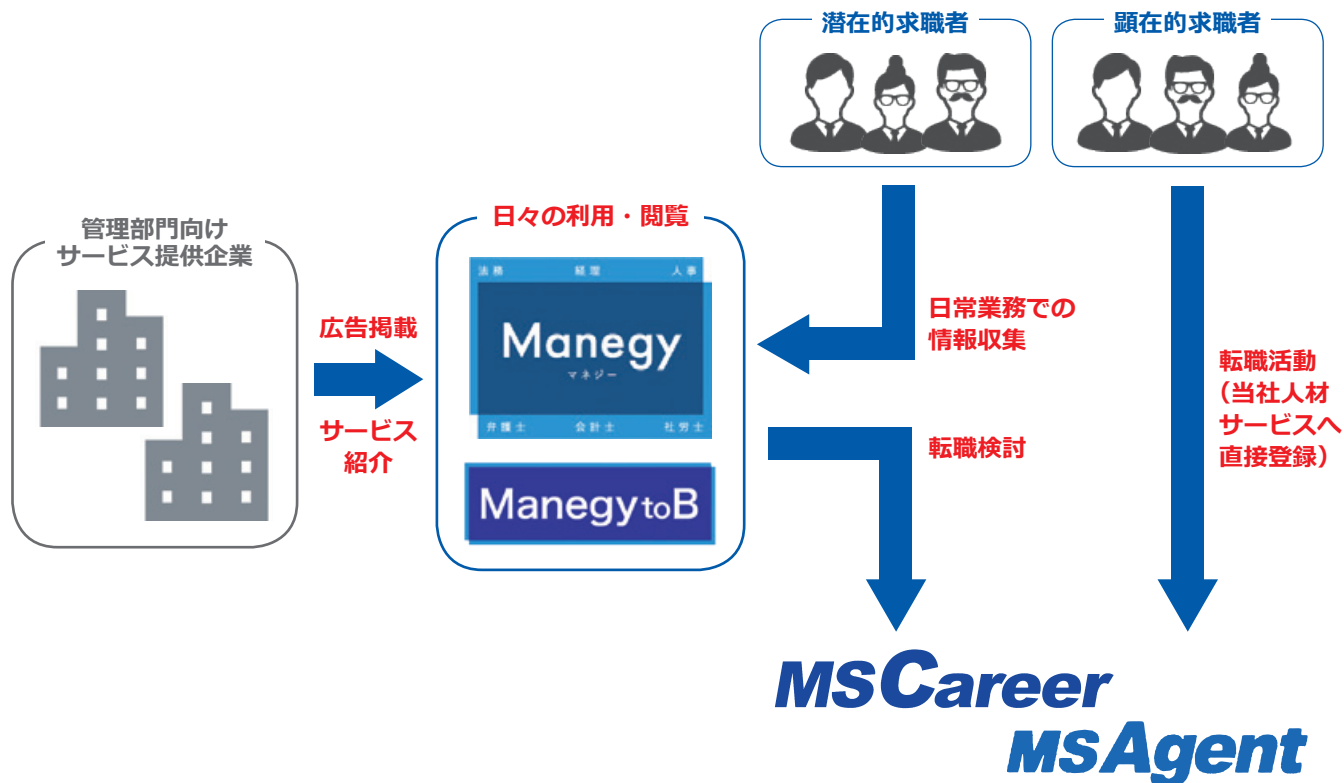 潜在的求職者
顕在的求職者
管理部門向け
サービス提供企業
日々の利用・閲覧
法務 経理 人事
Manegy
マネジー
弁護士 会計士 社労士
ManegytoB
広告掲載
サービス
紹介
日常業務での
情報収集
転職検討
転職活動
（当社人材
サービスへ
直接登録）
MSCareer
MSAgent